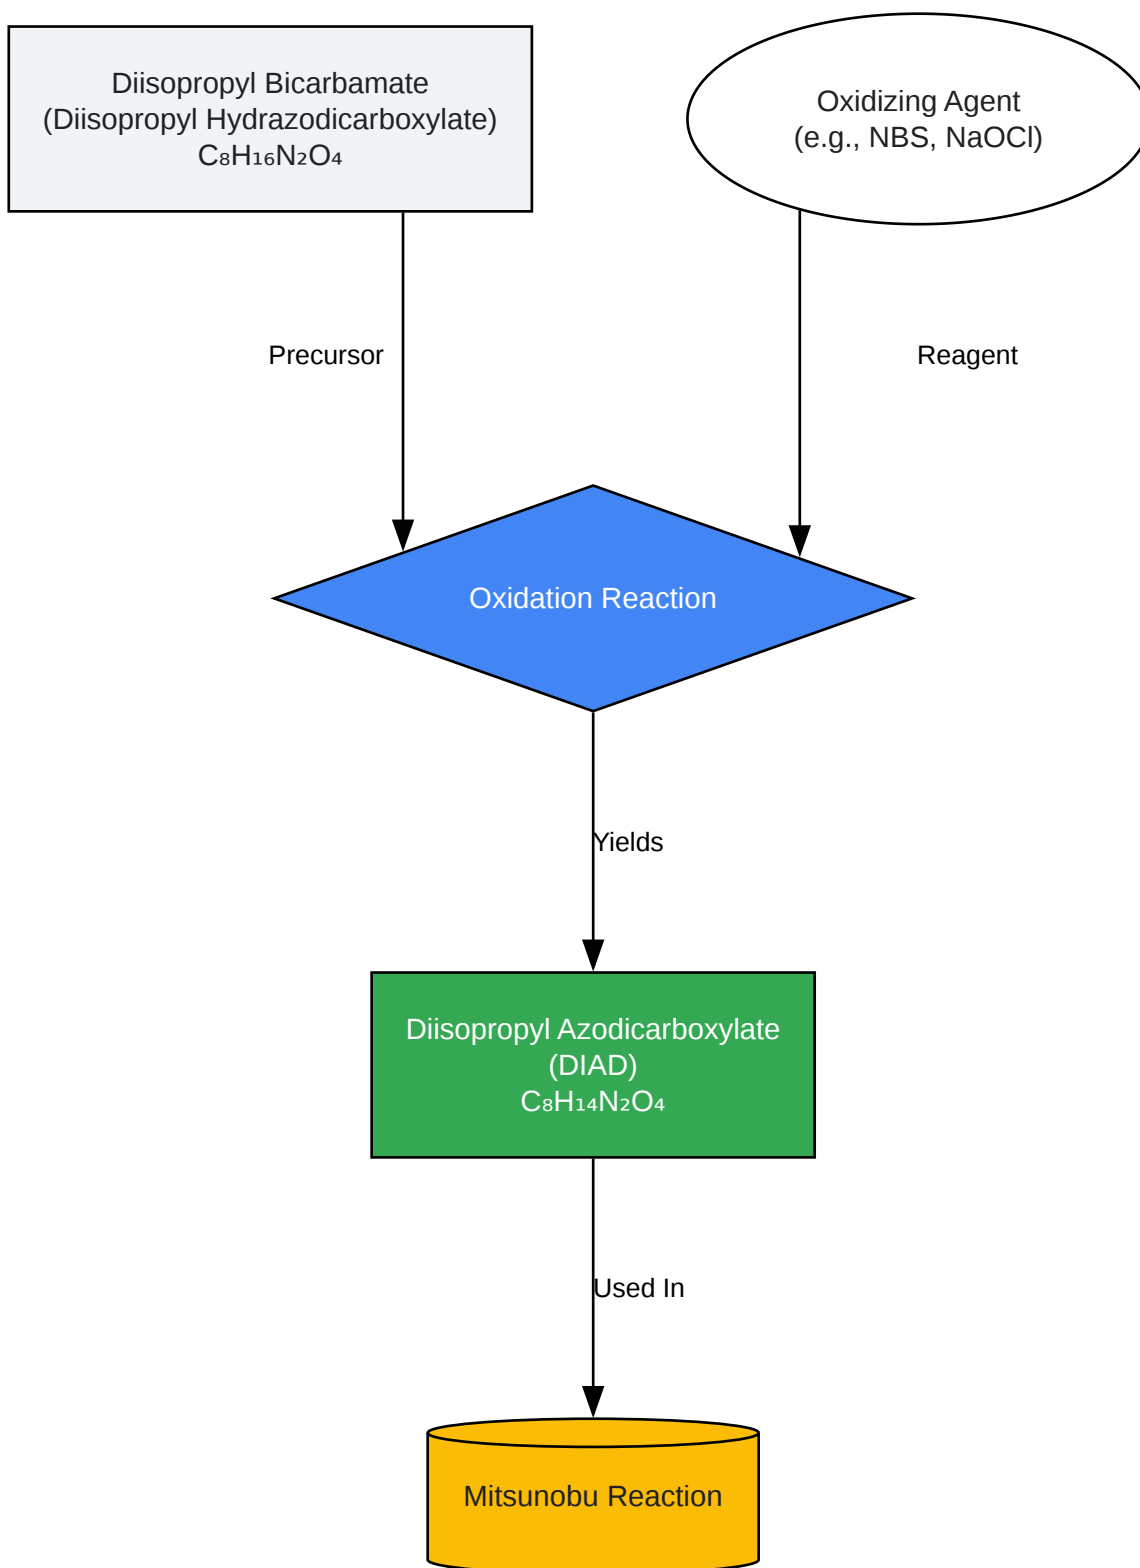 Diisopropyl Bicarbamate
(Diisopropyl Hydrazodicarboxylate)
C₈H₁₆N₂O₄
Oxidizing Agent
(e.g., NBS, NaOCl)
Precursor
Reagent
Oxidation Reaction
Yields
Diisopropyl Azodicarboxylate
(DIAD)
C₈H₁₄N₂O₄
Used In
Mitsunobu Reaction